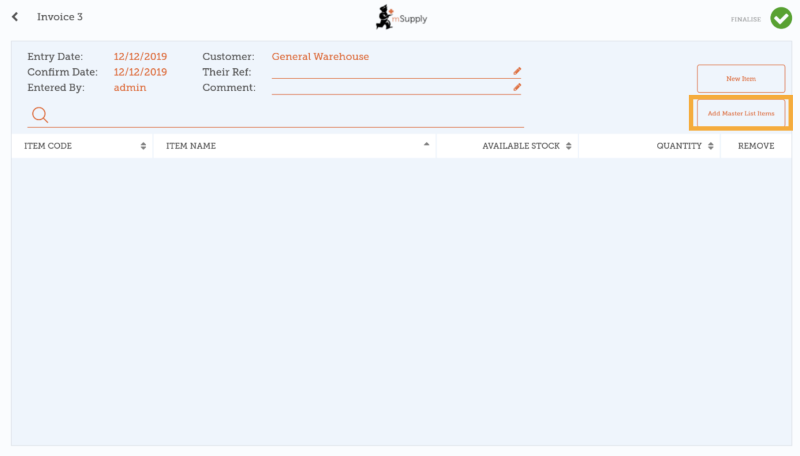 Invoice 3
mSupply
FINALISE
Entry Date: 12/12/2019 Customer: General Warehouse
Confirm Date: 12/12/2019 Their Ref:
Entered By: admin Comment:
New Item
Add Master List Items
ITEM CODE ITEM NAME AVAILABLE STOCK QUANTITY REMOVE